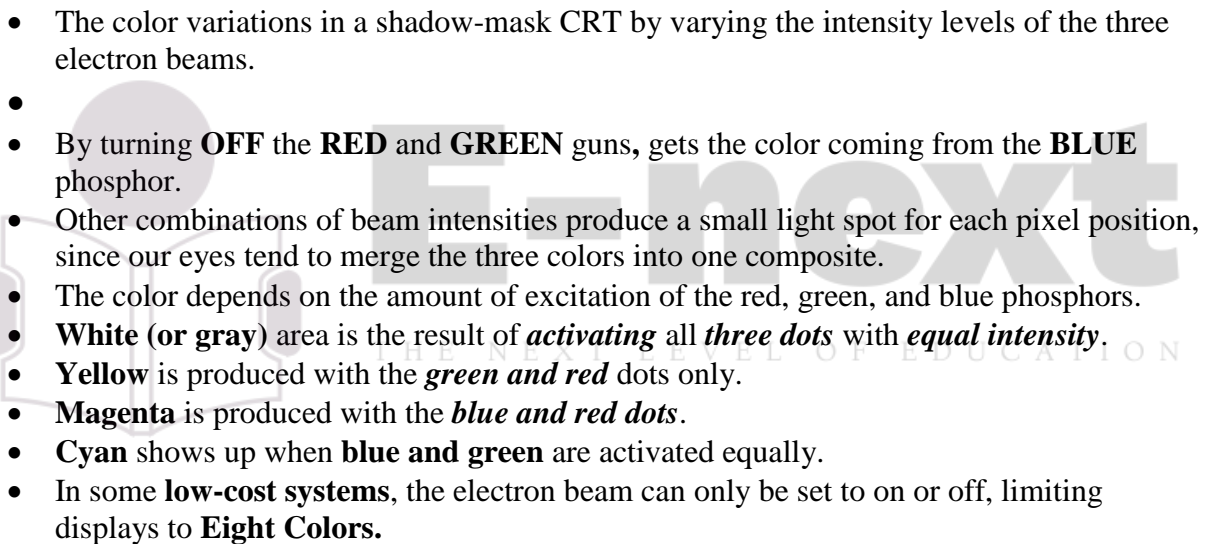 • The color variations in a shadow-mask CRT by varying the intensity levels of the three
electron beams.
•
• By turning OFF the RED and GREEN guns, gets the color coming from the BLUE
phosphor.
• Other combinations of beam intensities produce a small light spot for each pixel position,
since our eyes tend to merge the three colors into one composite.
• The color depends on the amount of excitation of the red, green, and blue phosphors.
• White (or gray) area is the result of activating all three dots with equal intensity.
• Yellow is produced with the green and red dots only.
• Magenta is produced with the blue and red dots.
• Cyan shows up when blue and green are activated equally.
• In some low-cost systems, the electron beam can only be set to on or off, limiting
displays to Eight Colors.
E-next
THE NEXT LEVEL OF EDUCATION